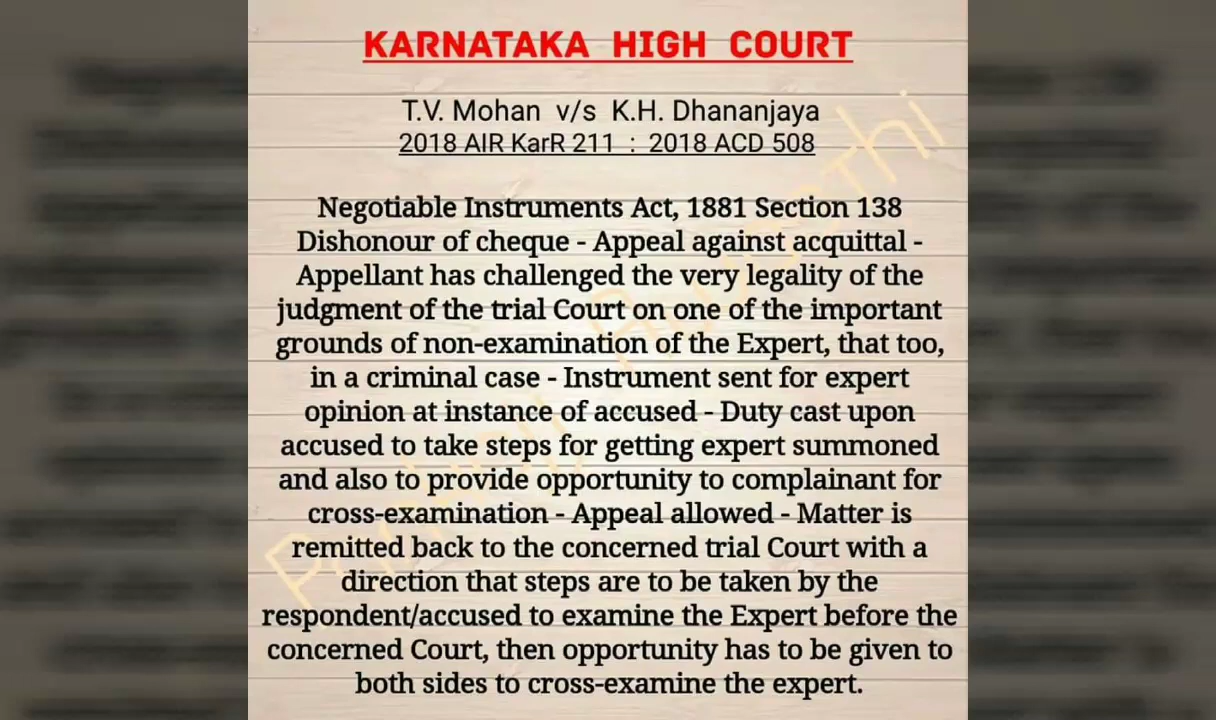 KARNATAKA HIGH COURT
T.V. Mohan v/s K.H. Dhananjaya
2018 AIR KarR 211 : 2018 ACD 508
Negotiable Instruments Act, 1881 Section 138
Dishonour of cheque - Appeal against acquittal -
Appellant has challenged the very legality of the
judgment of the trial Court on one of the important
grounds of non-examination of the Expert, that too,
in a criminal case - Instrument sent for expert
opinion at instance of accused - Duty cast upon
accused to take steps for getting expert summoned
and also to provide opportunity to complainant for
cross-examination - Appeal allowed - Matter is
remitted back to the concerned trial Court with a
direction that steps are to be taken by the
respondent/accused to examine the Expert before the
concerned Court, then opportunity has to be given to
both sides to cross-examine the expert.